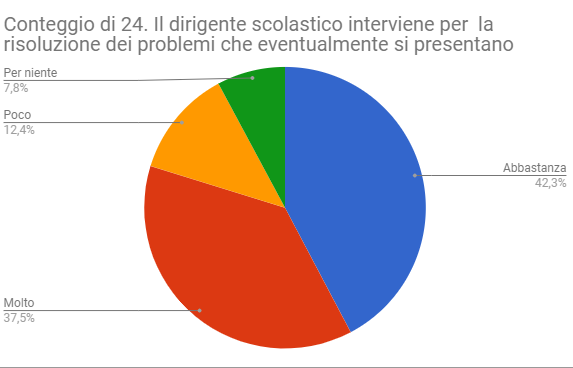 Conteggio di 24. Il dirigente scolastico interviene per  la
risoluzione dei problemi che eventualmente si presentano
Per niente
7,8%
Poco
12,4%
Abbastanza
42,3%
Molto
37,5%